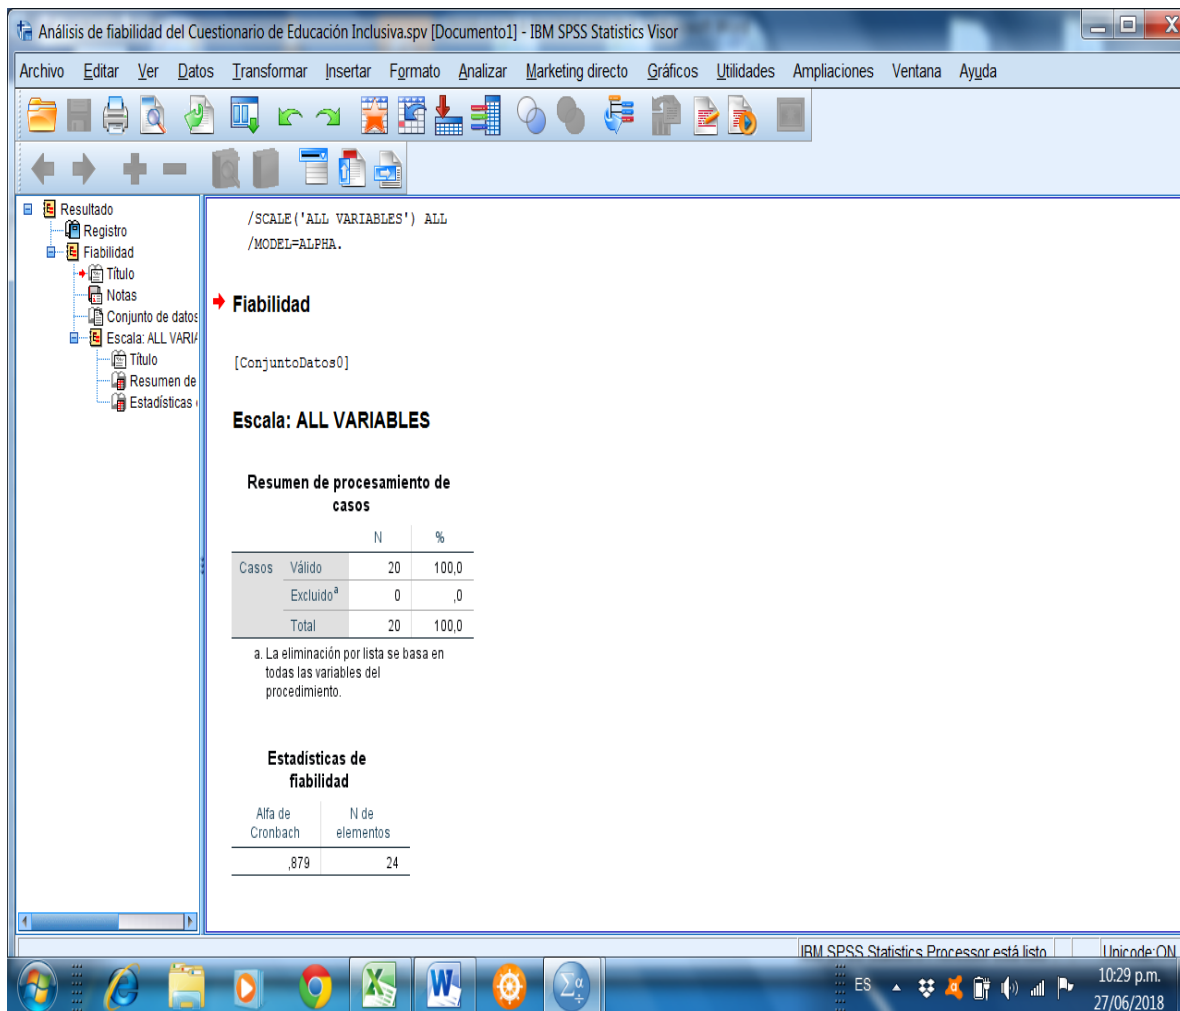 Análisis de fiabilidad del Cuestionario de Educación Inclusiva.spv [Documento1] - IBM SPSS Statistics Visor
Archivo Editar Ver Datos Transformar Insertar Formato Analizar Marketing directo Gráficos Utilidades Ampliaciones Ventana Ayuda
Resultado
Registro
Fiabilidad
Título
Notas
Conjunto de datos
Escala: ALL VARIA
Título
Resumen de
Estadísticas
/SCALE('ALL VARIABLES') ALL
/MODEL=ALPHA.
Fiabilidad
[ConjuntoDatos0]
Escala: ALL VARIABLES
Resumen de procesamiento de
casos
N %
Casos Válido 20 100,0
Excluido<sup>a</sup> 0 ,0
Total 20 100,0
a. La eliminación por lista se basa en
todas las variables del
procedimiento.
Estadísticas de
fiabilidad
Alfa de N de
Cronbach elementos
,879 24
IBM SPSS Statistics Processor está listo Unicode:ON
ES
10:29 p.m.
27/06/2018